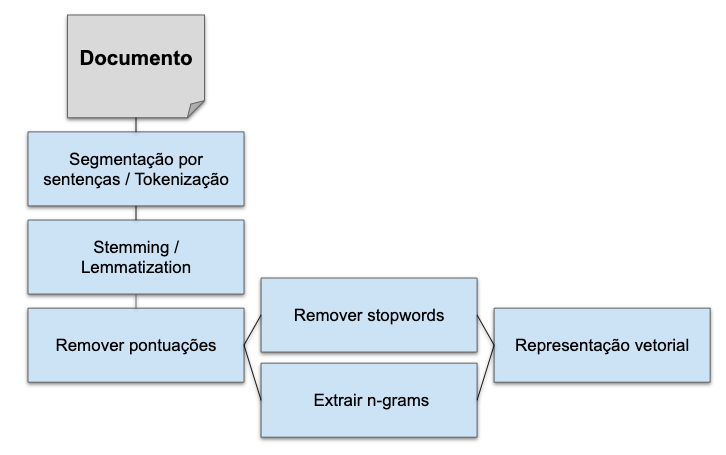 Documento
Segmentação por
sentenças / Tokenização
Stemming /
Lemmatization
Remover pontuações
Remover stopwords
Extrair n-grams
Representação vetorial